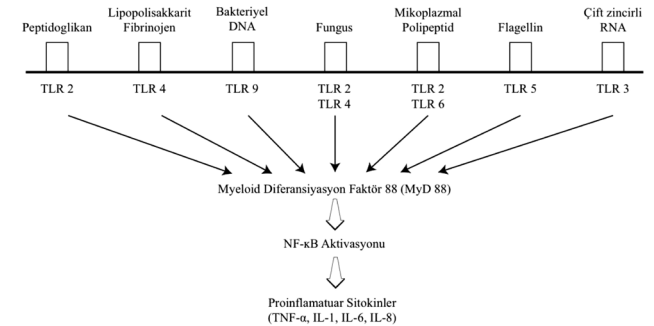 Peptidoglikan
Lipopolisakkarit
Fibrinojen
Bakteriyel
DNA
Fungus
Mikoplazmal
Polipeptid
Flagellin
Çift zincirli
RNA
TLR 2
TLR 4
TLR 9
TLR 2
TLR 4
TLR 2
TLR 6
TLR 5
TLR 3
Myeloid Diferansiyasyon Faktör 88 (MyD 88)
NF-κB Aktivasyonu
Proinflamatuar Sitokinler
(TNF-α, IL-1, IL-6, IL-8)